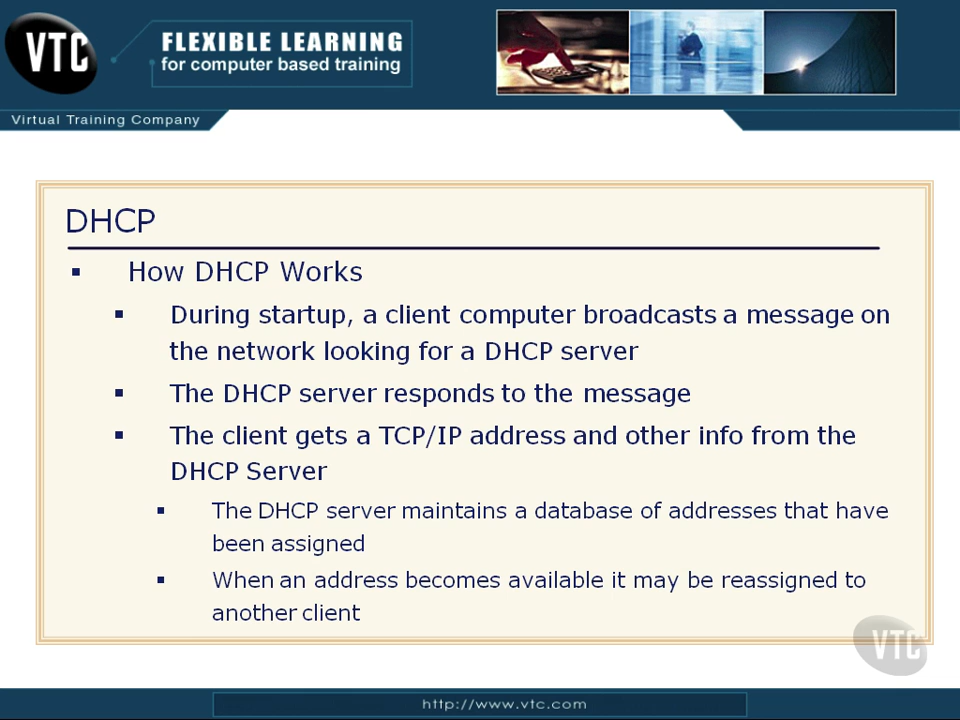 VTC
FLEXIBLE LEARNING
for computer based training
Virtual Training Company
DHCP
▪ How DHCP Works
▪ During startup, a client computer broadcasts a message on
the network looking for a DHCP server
▪ The DHCP server responds to the message
▪ The client gets a TCP/IP address and other info from the
DHCP Server
▪ The DHCP server maintains a database of addresses that have
been assigned
▪ When an address becomes available it may be reassigned to
another client
VTC
http://www.vtc.com